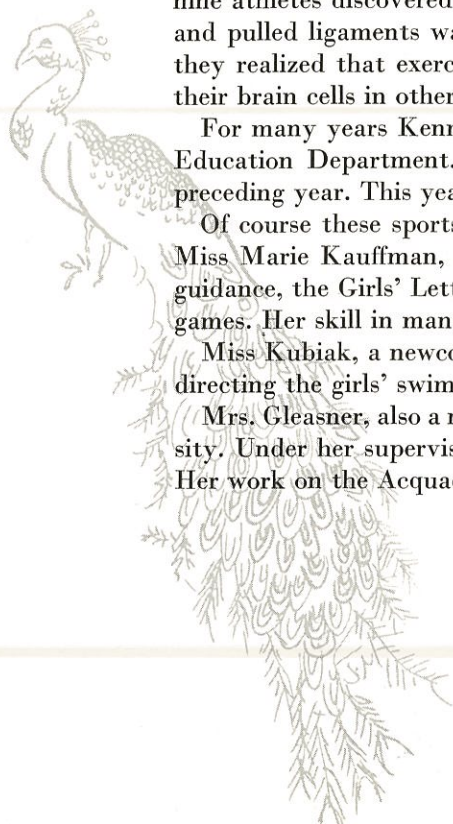 nine athletes discovered
and pulled ligaments wa
they realized that exerc
their brain cells in other
For many years Kenn
Education Department.
preceding year. This yea
Of course these sports
Miss Marie Kauffman,
guidance, the Girls' Lett
games. Her skill in man
Miss Kubiak, a newco
directing the girls' swim
Mrs. Gleasner, also a n
sity. Under her supervis
Her work on the Acquac